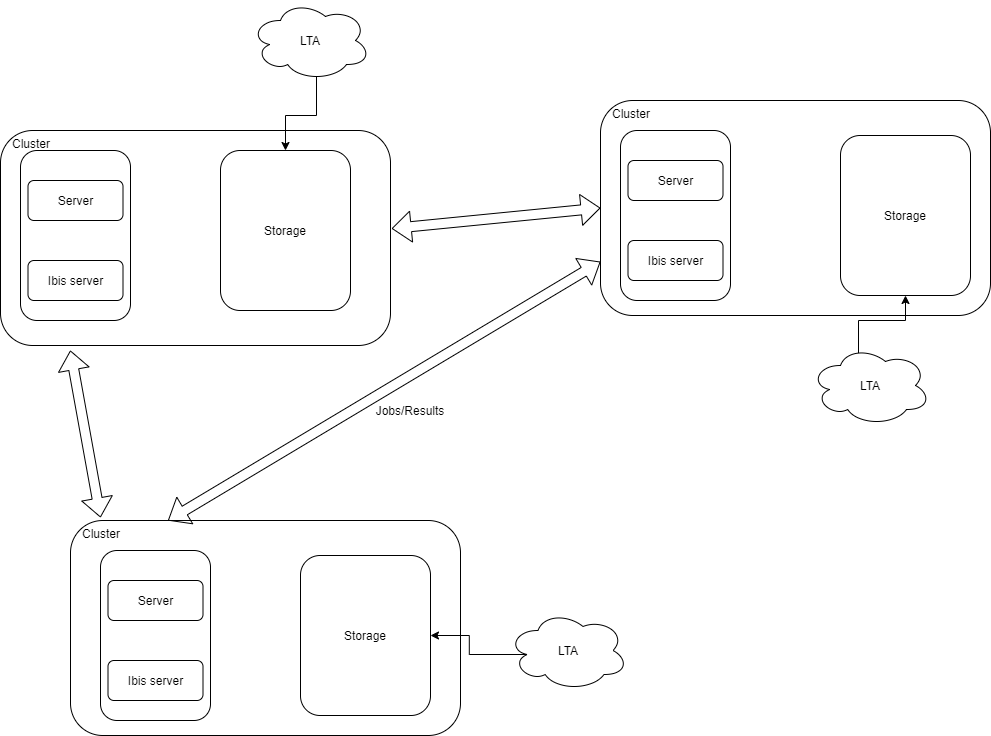 LTA
Cluster
Server
Ibis server
Storage
Cluster
Server
Ibis server
Storage
LTA
Jobs/Results
Cluster
Server
Ibis server
Storage
LTA